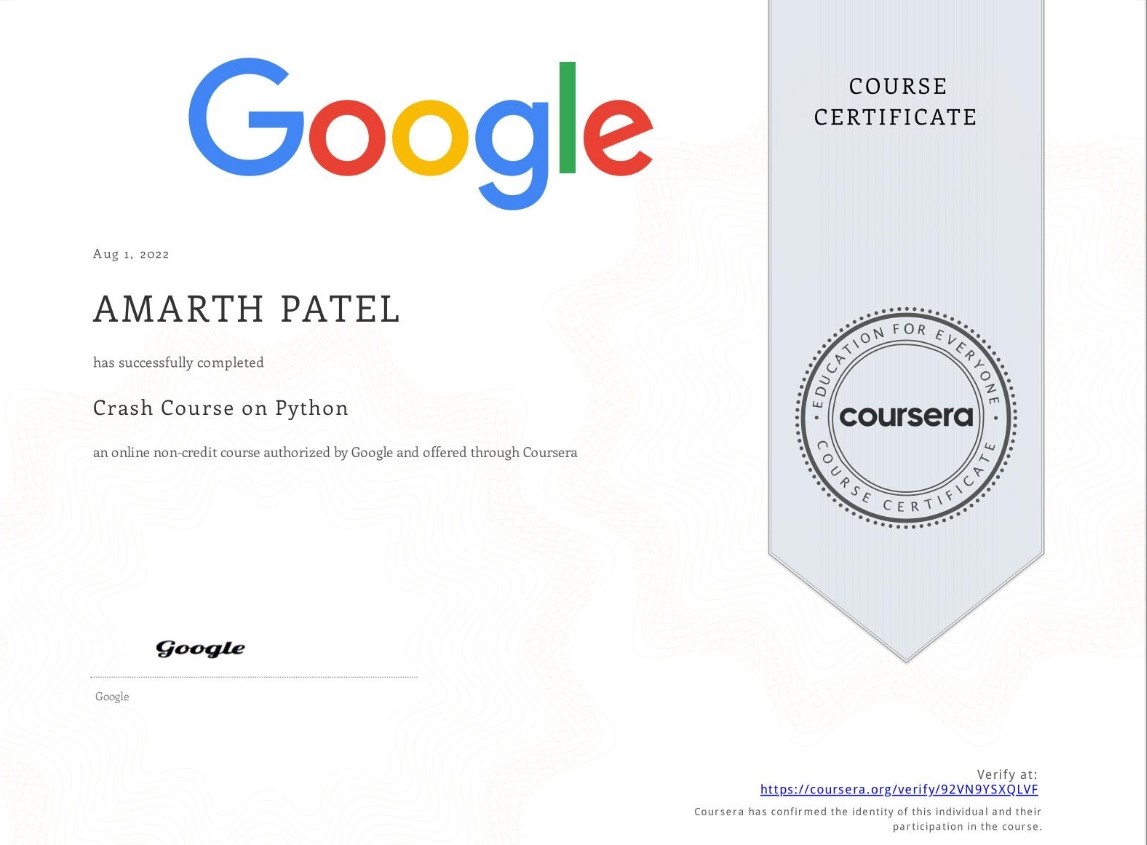 Google
COURSE
CERTIFICATE
Aug 1, 2022
AMARTH PATEL
has successfully completed
Crash Course on Python
an online non-credit course authorized by Google and offered through Coursera
EDUCATION FOR EVERYONE
coursera
COURSE CERTIFICATE
Google
Google
Verify at:
https://coursera.org/verify/92VN9YSXQLVF
Coursera has confirmed the identity of this individual and their
participation in the course.